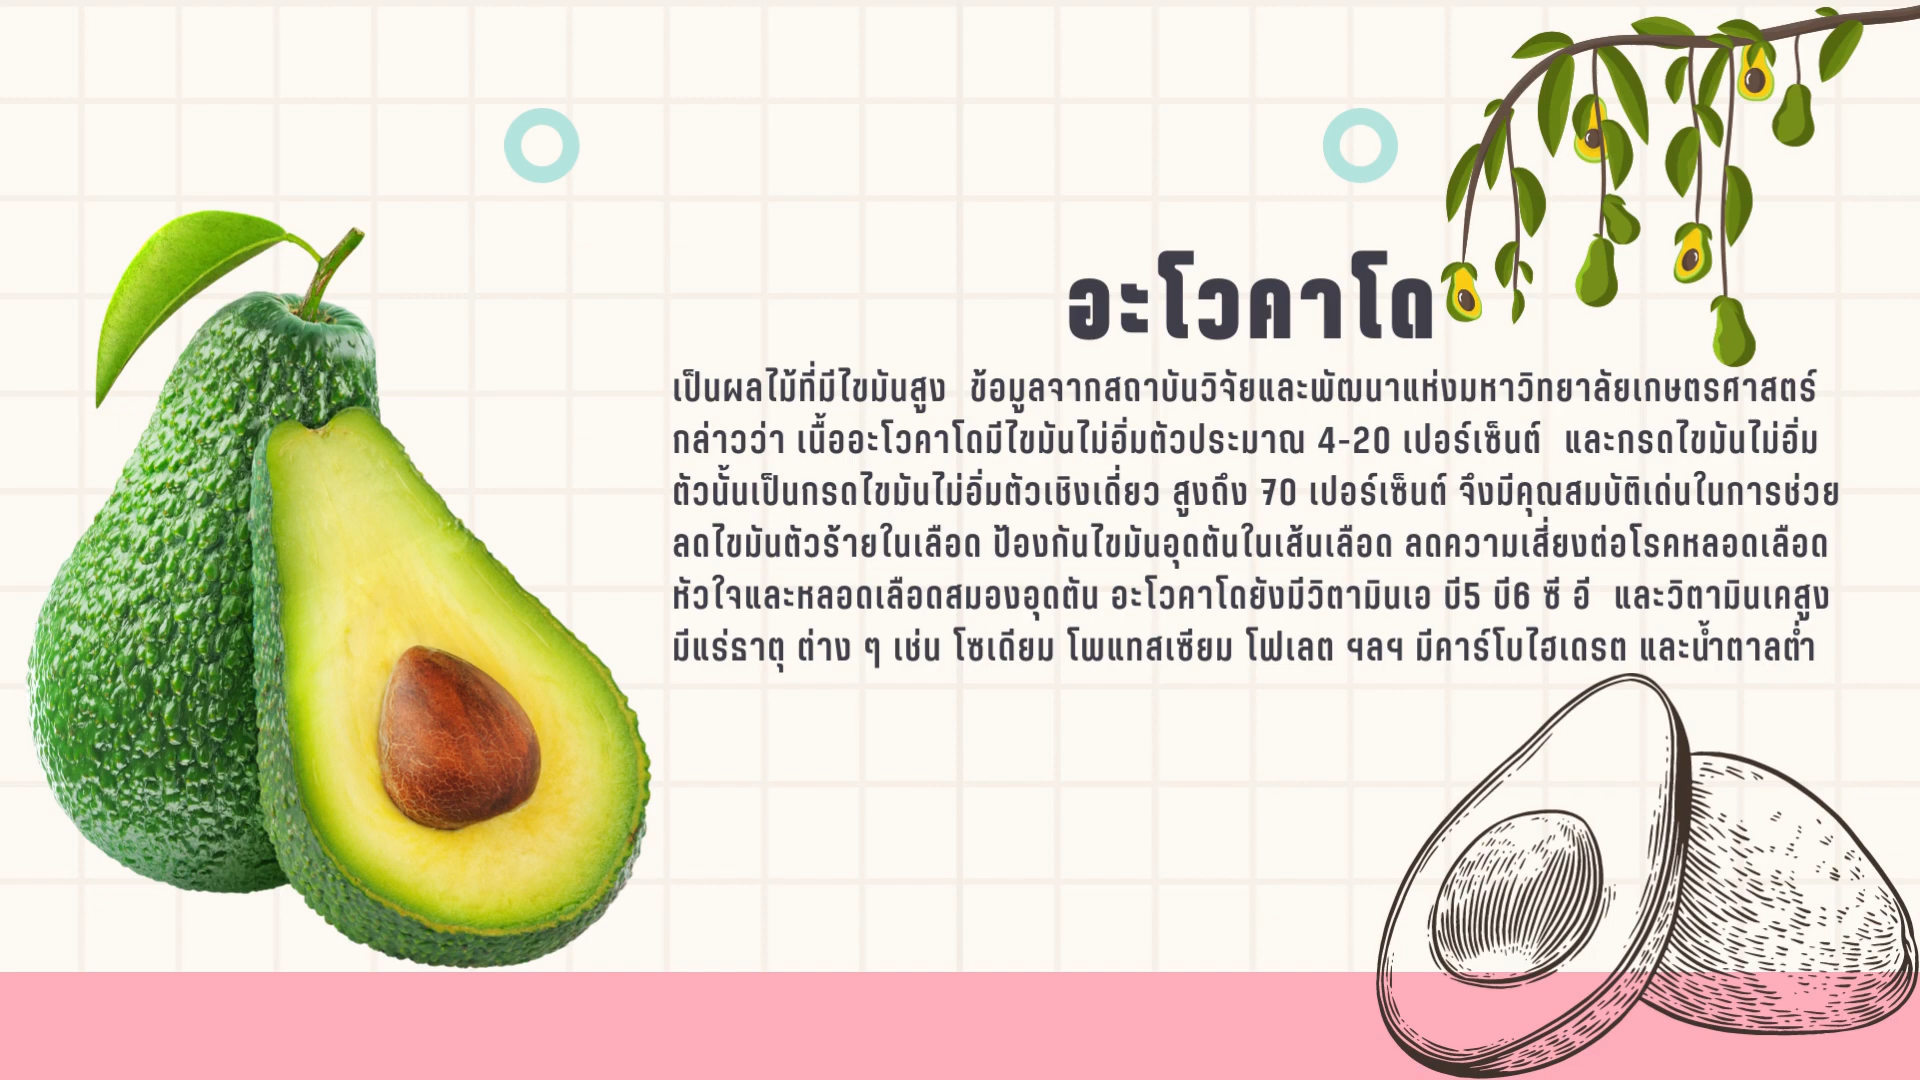 อะโวคาโด
เป็นผลไม้ที่มีไขมันสูง  ข้อมูลจากสถาบันวิจัยและพัฒนาแห่งมหาวิทยาลัยเกษตรศาสตร์
กล่าวว่า เนื้ออะโวคาโดมีไขมันไม่อิ่มตัวประมาณ 4-20 เปอร์เซ็นต์  และกรดไขมันไม่อิ่ม
ตัวนั้นเป็นกรดไขมันไม่อิ่มตัวเชิงเดี่ยว สูงถึง 70 เปอร์เซ็นต์ จึงมีคุณสมบัติเด่นในการช่วย
ลดไขมันตัวร้ายในเลือด ป้องกันไขมันอุดตันในเส้นเลือด ลดความเสี่ยงต่อโรคหลอดเลือด
หัวใจและหลอดเลือดสมองอุดตัน อะโวคาโดยังมีวิตามินเอ บี5 บี6 ซี อี  และวิตามินเคสูง
มีแร่ธาตุ ต่าง ๆ เช่น โซเดียม โพแทสเซียม โฟเลต ฯลฯ มีคาร์โบไฮเดรต และน้ำตาลต่ำ